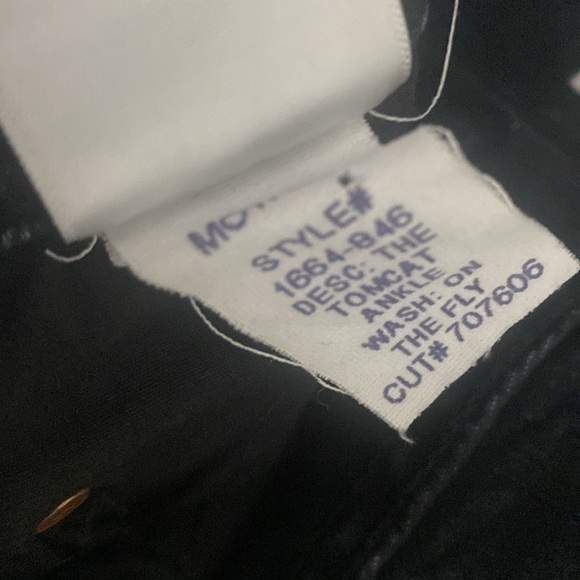 STYLE#
1664-846
DESC: THE
TOMCAT
ANKLE
WASH: ON
THE FLY
CUT# 707606